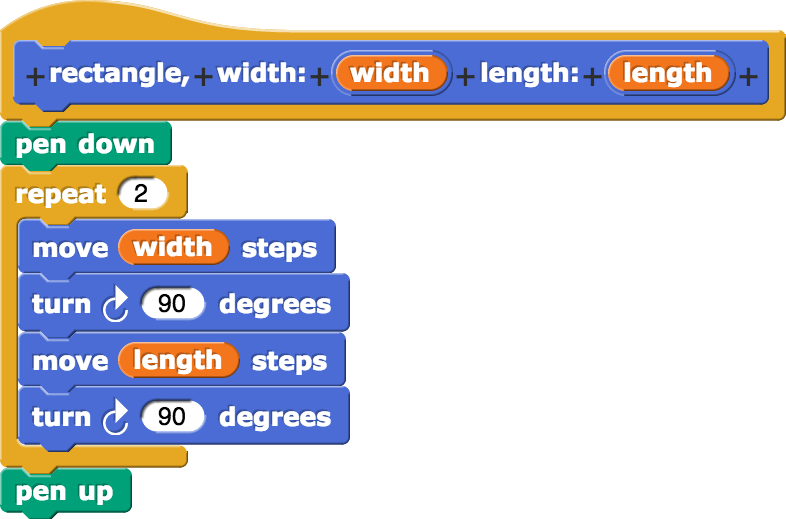 + rectangle, + width: + width + length: + length +
pen down
repeat 2
move width steps
turn 90 degrees
move length steps
turn 90 degrees
pen up